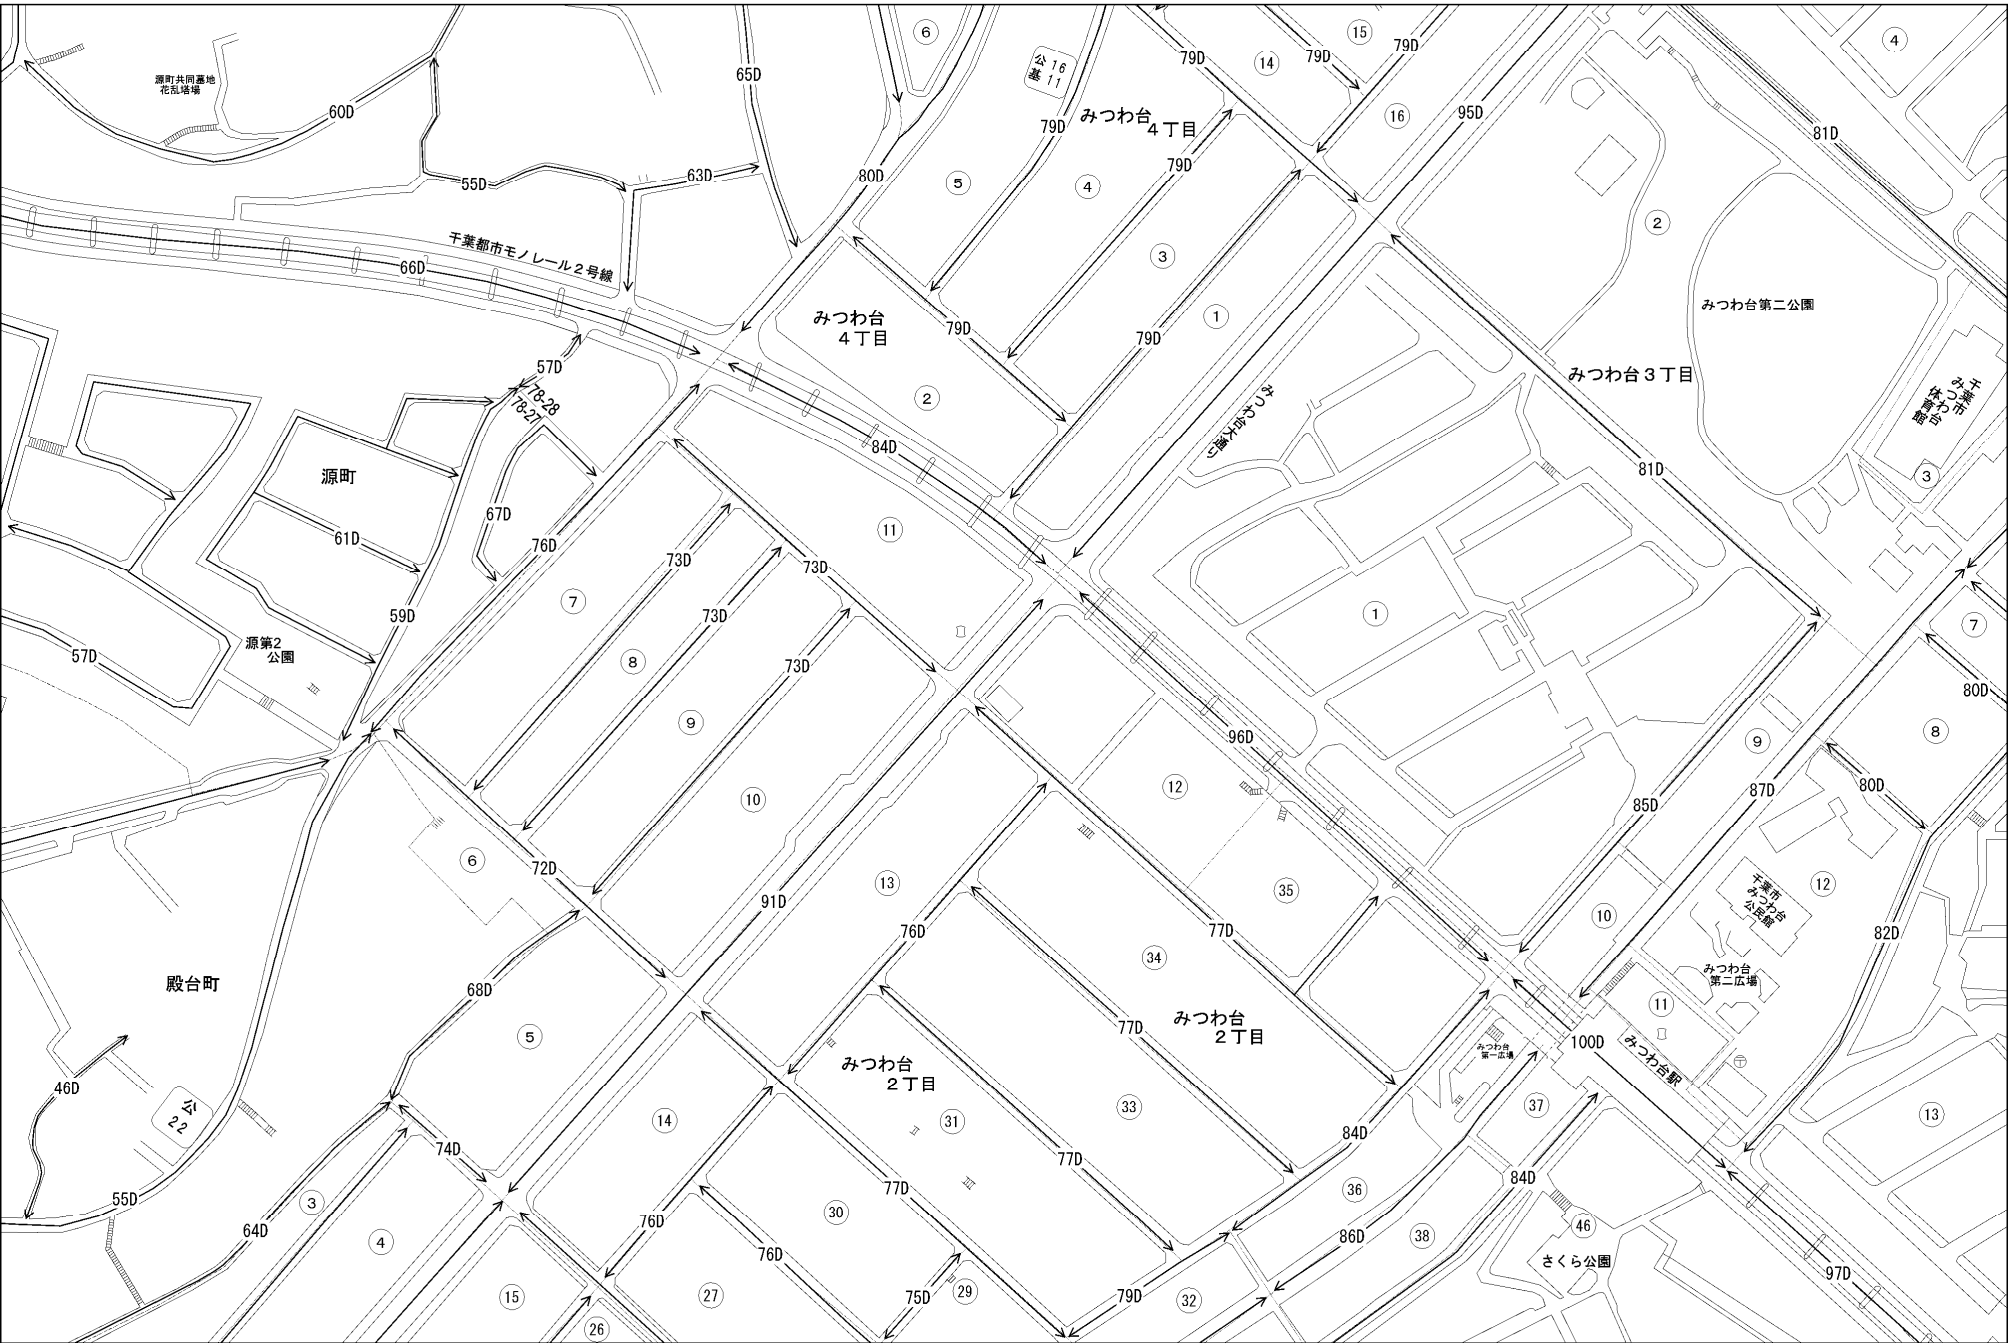 6
15
4
14
79D
79D
79D
源町共同墓地
花乱塔場
65D
公 16
基 11
60D
95D
16
81D
みつわ台
4丁目
79D
79D
55D
63D
80D
5
4
2
千葉都市モノレール2号線
66D
3
みつわ台第二公園
1
みつわ台
4丁目
79D
79D
57D
みつわ台3丁目
78-28
78-27
2
みつわ台大通り
千葉市
みつわ台
体育館
84D
源町
81D
3
67D
11
61D
76D
73D
73D
7
73D
1
59D
7
源第2
公園
57D
8
73D
80D
9
96D
9
8
12
80D
10
87D
85D
6
72D
13
35
千葉市
みつわ台
公民館
12
91D
10
76D
77D
82D
34
殿台町
68D
みつわ台
第二広場
11
みつわ台
2丁目
77D
5
100D
みつわ台駅
みつわ台
第一広場
みつわ台
2丁目
46D
公
22
14
31
33
37
13
84D
74D
77D
84D
55D
3
77D
36
64D
76D
30
46
4
86D
38
76D
さくら公園
97D
15
27
75D
29
79D
32
26